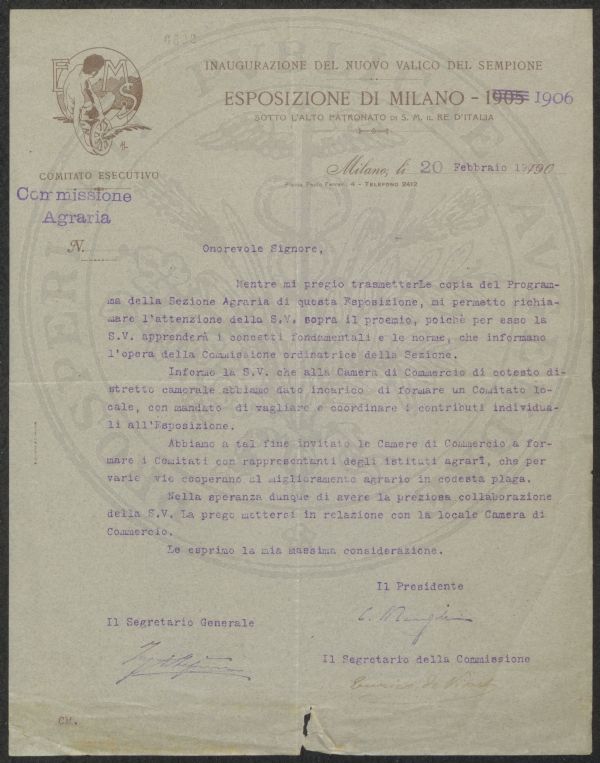 INAUGURAZIONE DEL NUOVO VALICO DEL SEMPIONE
ESPOSIZIONE DI MILANO - 1905 1906
SOTTO L'ALTO PATRONATO DI S. M. IL RE D'ITALIA
E M S
COMITATO ESECUTIVO
Commissione
Agraria
N.
Milano, li 20 Febbraio 190
Piazza Paolo Ferrari, 4 - TELEFONO 2412
Onorevole Signore,
Mentre mi pregio trasmetterLe copia del Program-
ma della Sezione Agraria di questa Esposizione, mi permetto richia-
mare l'attenzione della S.V. sopra il proemio, poichè per esso la
S.V. apprenderà i concetti fondamentali e le norme, che informano
l'opera della Commissione ordinatrice della Sezione.
Informo la S.V. che alla Camera di Commercio di cotesto di-
stretto camerale abbiamo dato incarico di formare un Comitato lo-
cale, con mandato di vagliare e coordinare i contributi individua-
li all'Esposizione.
Abbiamo a tal fine invitato le Camere di Commercio a for-
mare i Comitati con rappresentanti degli istituti agrarî, che per
varie vie cooperano al miglioramento agrario in codesta plaga.
Nella speranza dunque di avere la preziosa collaborazione
della S.V. La prego mettersi in relazione con la locale Camera di
Commercio.
Le esprimo la mia massima considerazione.
Il Presidente
Il Segretario Generale
Il Segretario della Commissione
CM.